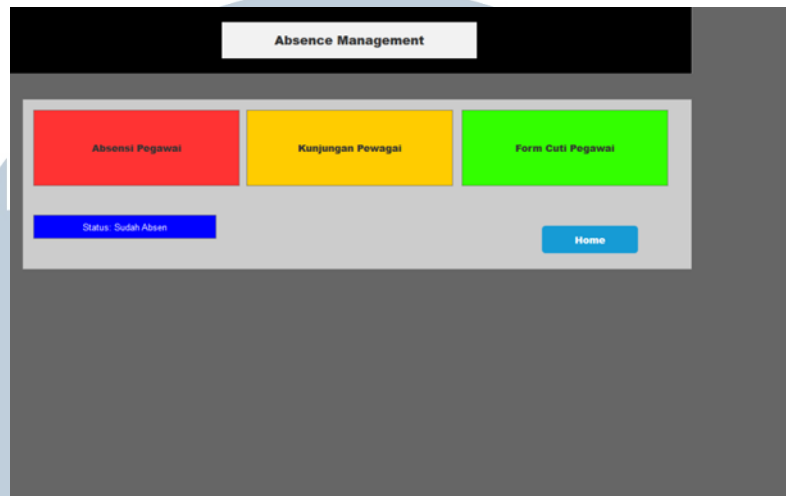 Absence Management
Absensi Pegawai
Kunjungan Pewagai
Form Cuti Pegawai
Status: Sudah Absen
Home